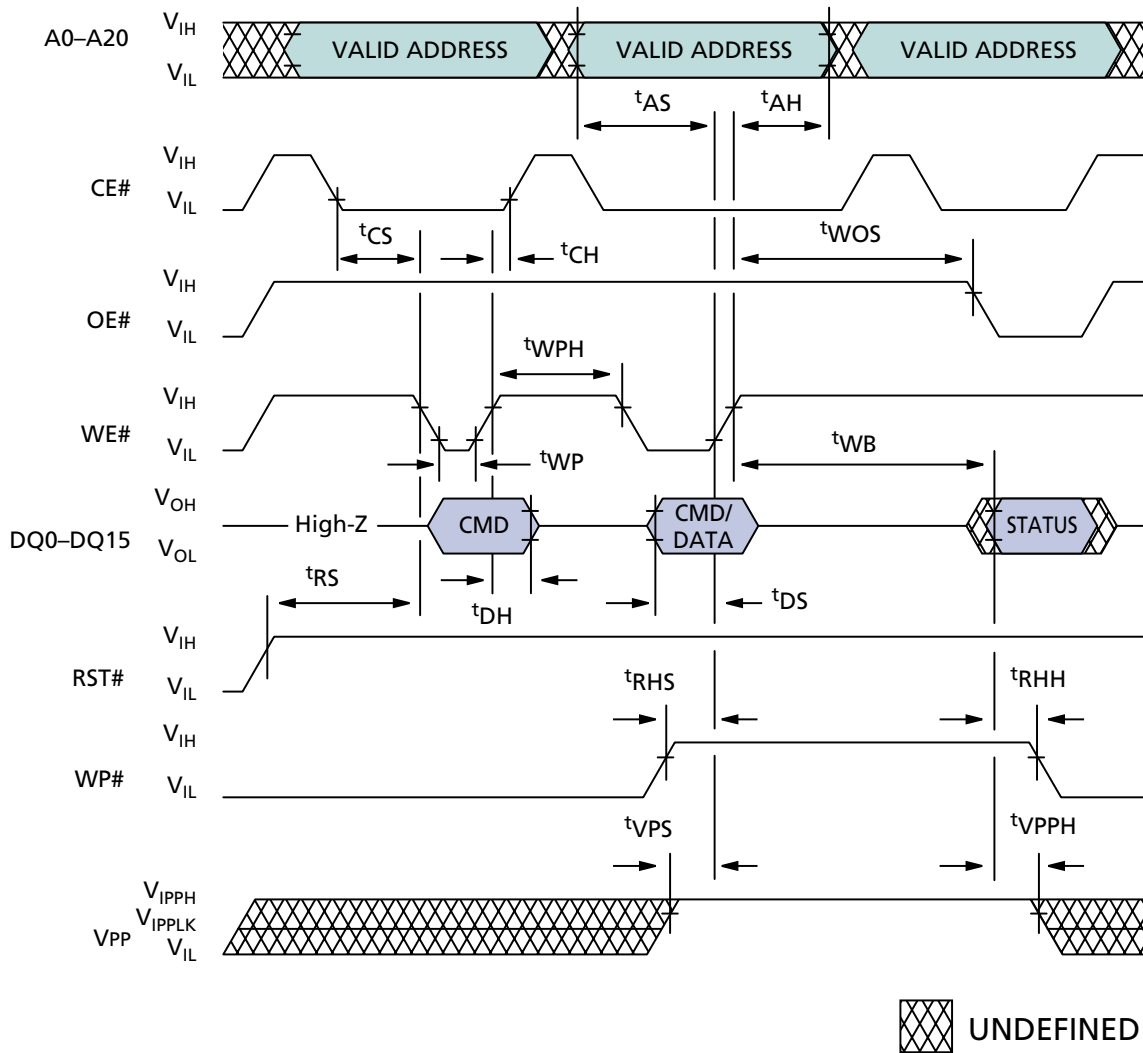 A0–A20 VIH VALID ADDRESS VALID ADDRESS VALID ADDRESS
VIL
tAS tAH
CE# VIH
VIL
tCS tCH tWOS
OE# VIH
VIL
tWPH
WE# VIH
VIL
tWP tWB
DQ0–DQ15 VOH High-Z CMD CMD/ DATA STATUS
VOL
tRS tDH tDS
RST# VIH
VIL
tRHS tRHH
WP# VIH
VIL
tVPS tVPPH
VIPPH
VPP VIPPLK
VIL
UNDEFINED